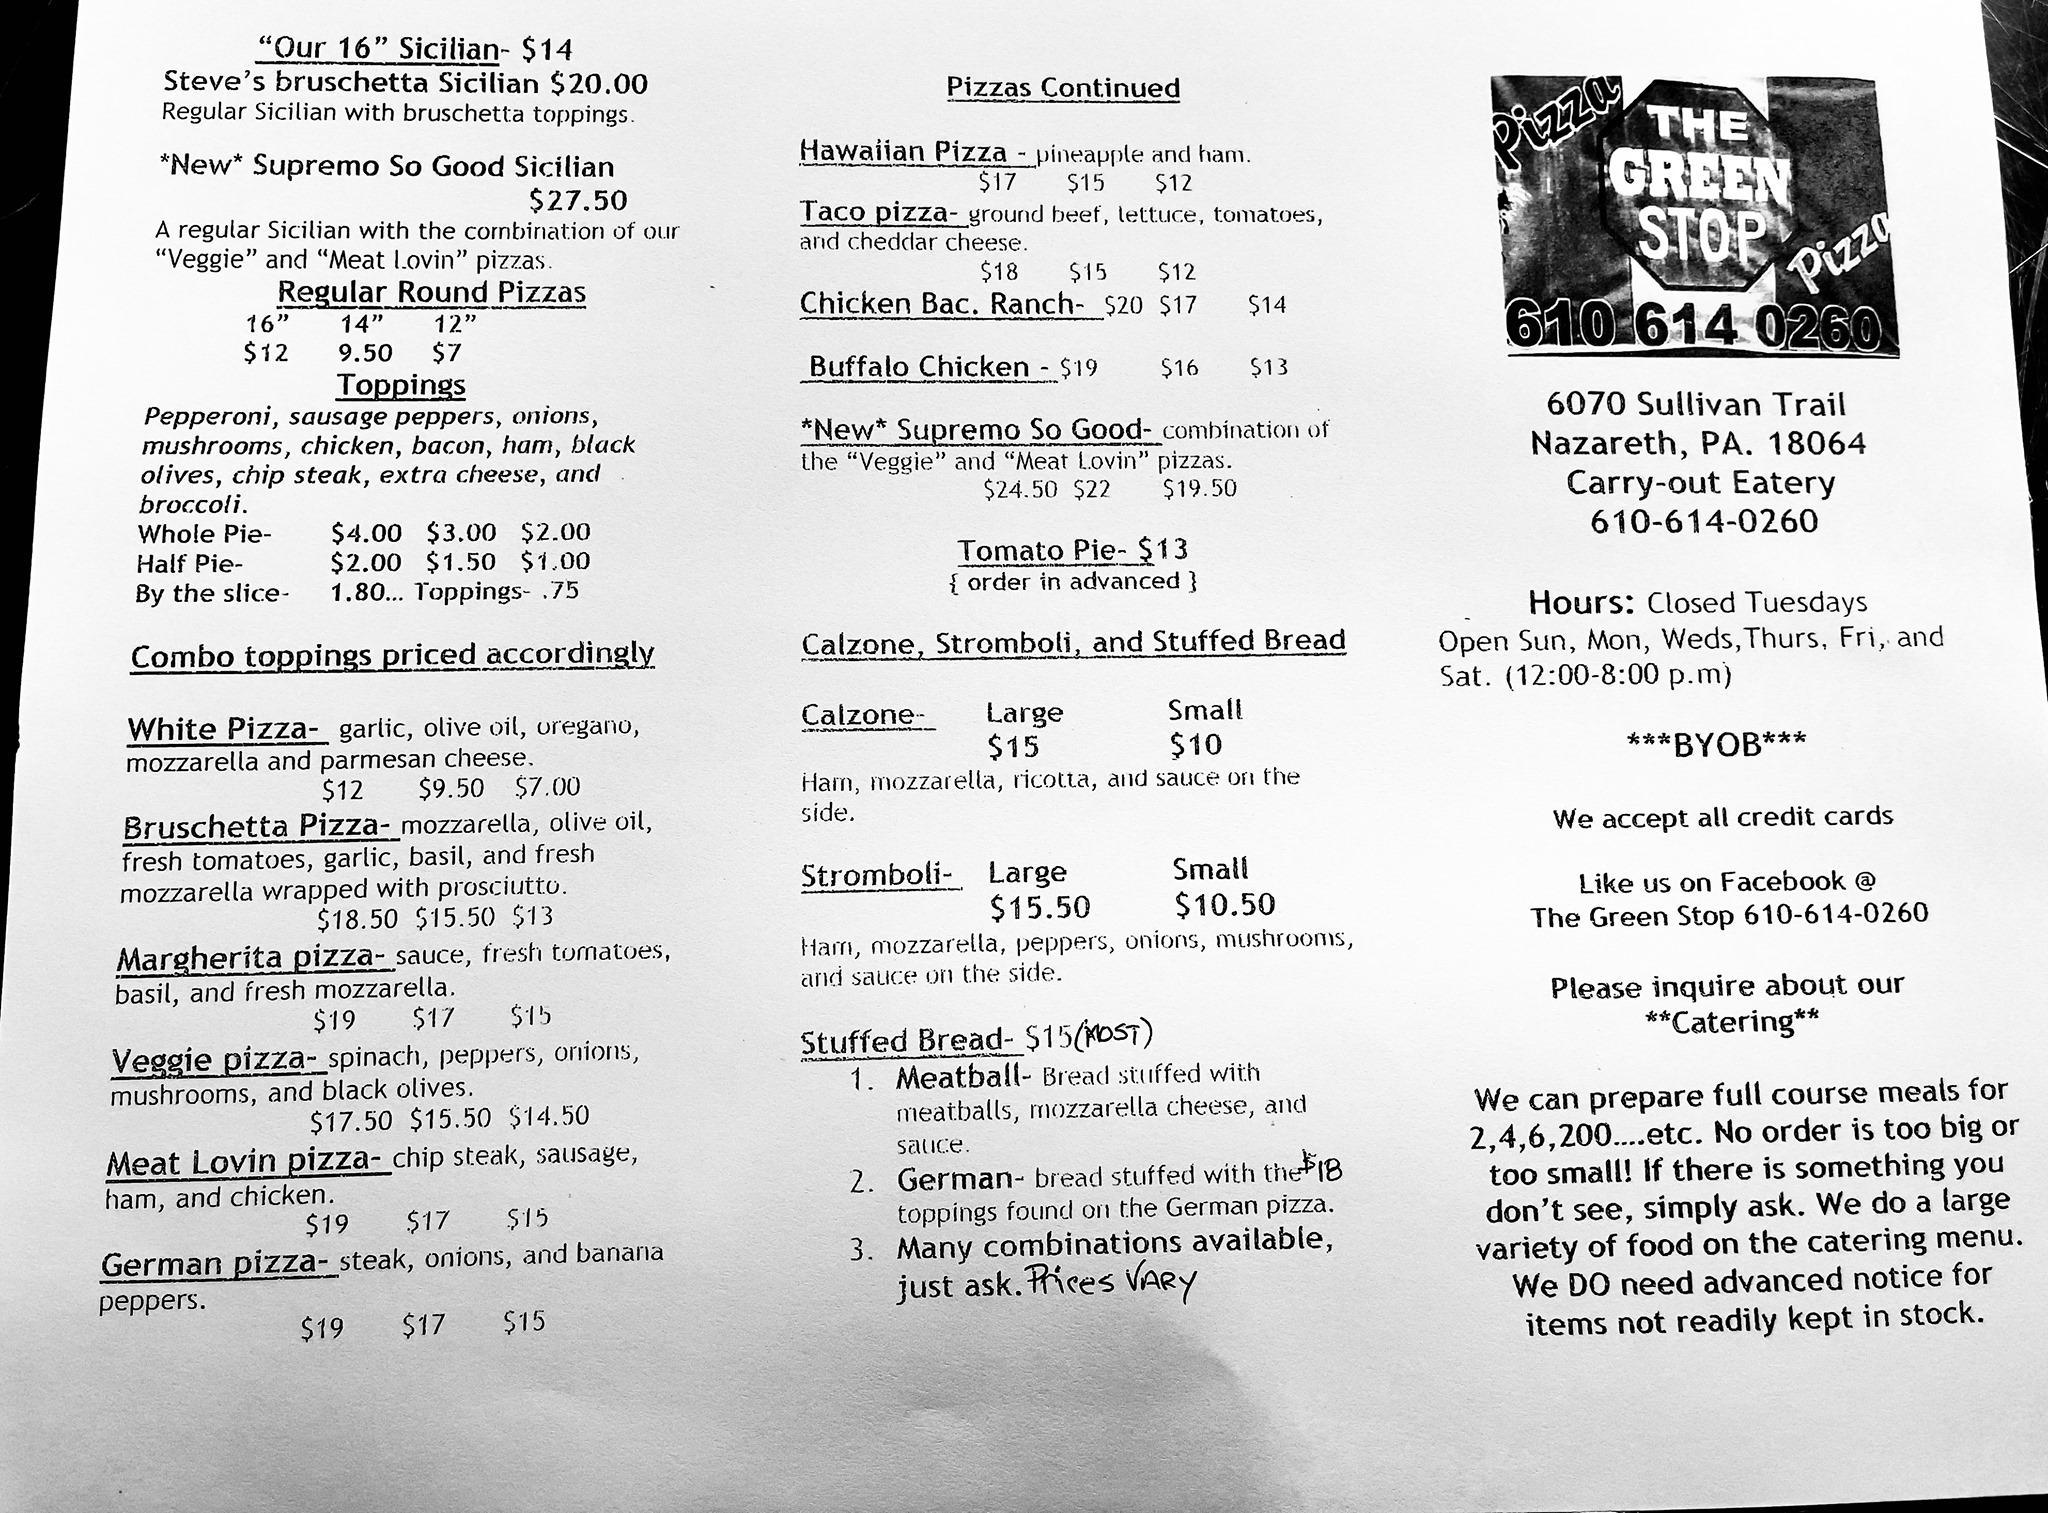 “Our 16” Sicilian- $14
Steve’s bruschetta Sicilian $20.00
Regular Sicilian with bruschetta toppings.
*New* Supremo So Good Sicilian
$27.50
A regular Sicilian with the combination of our
“Veggie” and “Meat Lovin” pizzas.
Regular Round Pizzas
16” 14” 12”
$12 9.50 $7
Toppings
Pepperoni, sausage peppers, onions,
mushrooms, chicken, bacon, ham, black
olives, chip steak, extra cheese, and
broccoli.
Whole Pie- $4.00 $3.00 $2.00
Half Pie- $2.00 $1.50 $1.00
By the slice- 1.80... Toppings- .75
Combo toppings priced accordingly
White Pizza- garlic, olive oil, oregano,
mozzarella and parmesan cheese.
$12 $9.50 $7.00
Bruschetta Pizza- mozzarella, olive oil,
fresh tomatoes, garlic, basil, and fresh
mozzarella wrapped with prosciutto.
$18.50 $15.50 $13
Margherita pizza- sauce, fresh tomatoes,
basil, and fresh mozzarella.
$19 $17 $15
Veggie pizza- spinach, peppers, onions,
mushrooms, and black olives.
$17.50 $15.50 $14.50
Meat Lovin pizza- chip steak, sausage,
ham, and chicken.
$19 $17 $15
German pizza- steak, onions, and banana
peppers.
$19 $17 $15
Pizzas Continued
Hawaiian Pizza - pineapple and ham.
$17 $15 $12
Taco pizza- ground beef, lettuce, tomatoes,
and cheddar cheese.
$18 $15 $12
Chicken Bac. Ranch- $20 $17 $14
Buffalo Chicken - $19 $16 $13
*New* Supremo So Good- combination of
the “Veggie” and “Meat Lovin” pizzas.
$24.50 $22 $19.50
Tomato Pie- $13
{ order in advanced }
Calzone, Stromboli, and Stuffed Bread
Calzone- Large Small
$15 $10
Ham, mozzarella, ricotta, and sauce on the
side.
Stromboli- Large Small
$15.50 $10.50
Ham, mozzarella, peppers, onions, mushrooms,
and sauce on the side.
Stuffed Bread- $15 (MOST)
1. Meatball- Bread stuffed with
meatballs, mozzarella cheese, and
sauce.
2. German- bread stuffed with the $18
toppings found on the German pizza.
3. Many combinations available,
just ask. Prices VARY
Pizza
THE
GREEN
STOP
Pizza
610 614 0260
6070 Sullivan Trail
Nazareth, PA. 18064
Carry-out Eatery
610-614-0260
Hours: Closed Tuesdays
Open Sun, Mon, Weds,Thurs, Fri, and
Sat. (12:00-8:00 p.m)
***BYOB***
We accept all credit cards
Like us on Facebook @
The Green Stop 610-614-0260
Please inquire about our
**Catering**
We can prepare full course meals for
2,4,6,200....etc. No order is too big or
too small! If there is something you
don’t see, simply ask. We do a large
variety of food on the catering menu.
We DO need advanced notice for
items not readily kept in stock.